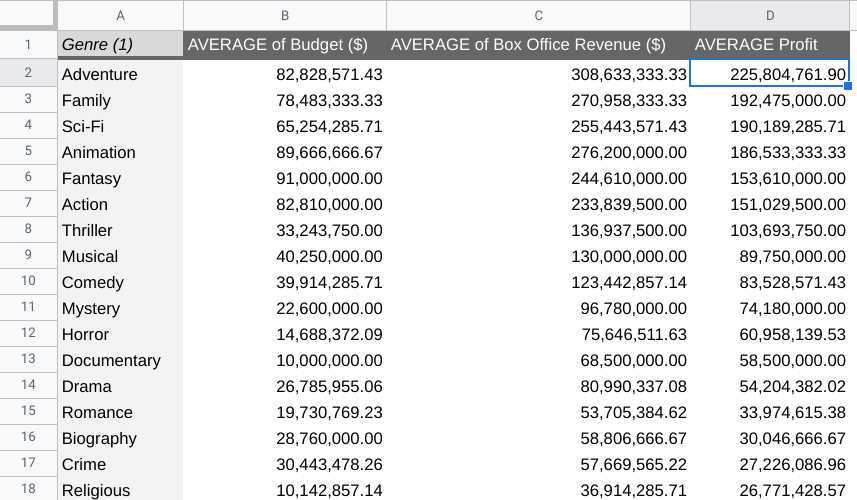 A B C D
1 Genre (1) AVERAGE of Budget ($) AVERAGE of Box Office Revenue ($) AVERAGE Profit
2 Adventure 82,828,571.43 308,633,333.33 225,804,761.90
3 Family 78,483,333.33 270,958,333.33 192,475,000.00
4 Sci-Fi 65,254,285.71 255,443,571.43 190,189,285.71
5 Animation 89,666,666.67 276,200,000.00 186,533,333.33
6 Fantasy 91,000,000.00 244,610,000.00 153,610,000.00
7 Action 82,810,000.00 233,839,500.00 151,029,500.00
8 Thriller 33,243,750.00 136,937,500.00 103,693,750.00
9 Musical 40,250,000.00 130,000,000.00 89,750,000.00
10 Comedy 39,914,285.71 123,442,857.14 83,528,571.43
11 Mystery 22,600,000.00 96,780,000.00 74,180,000.00
12 Horror 14,688,372.09 75,646,511.63 60,958,139.53
13 Documentary 10,000,000.00 68,500,000.00 58,500,000.00
14 Drama 26,785,955.06 80,990,337.08 54,204,382.02
15 Romance 19,730,769.23 53,705,384.62 33,974,615.38
16 Biography 28,760,000.00 58,806,666.67 30,046,666.67
17 Crime 30,443,478.26 57,669,565.22 27,226,086.96
18 Religious 10,142,857.14 36,914,285.71 26,771,428.57